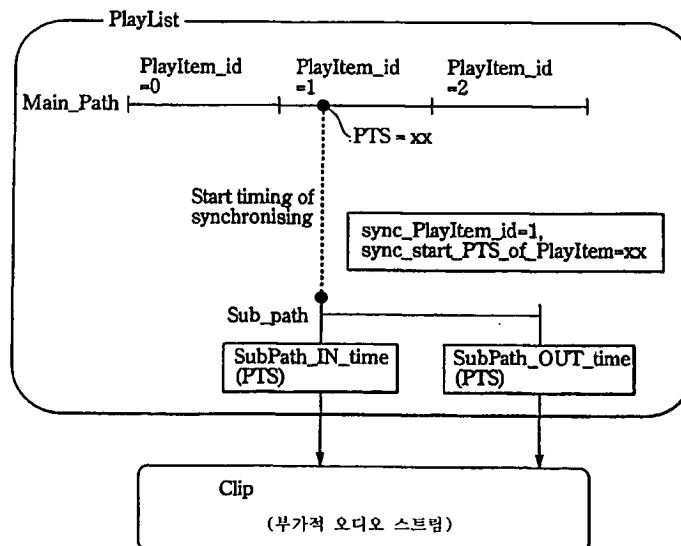 PlayList
PlayItem_id
=0
PlayItem_id
=1
PlayItem_id
=2
Main_Path
PTS = xx
Start timing of
synchronising
sync_PlayItem_id=1,
sync_start_PTS_of_PlayItem=xx
Sub_path
SubPath_IN_time
(PTS)
SubPath_OUT_time
(PTS)
Clip
(부가적 오디오 스트림)